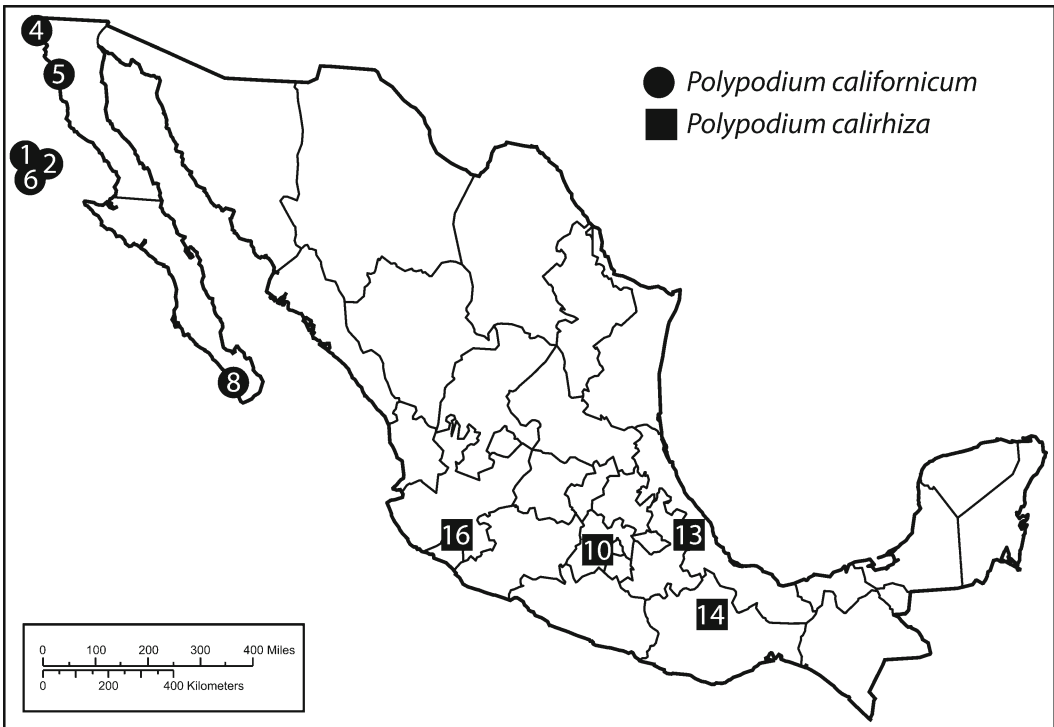 4
5
Polypodium californicum
Polypodium calirhiza
1
2
6
8
16
10
13
14
0 100 200 300 400 Miles
0 200 400 Kilometers